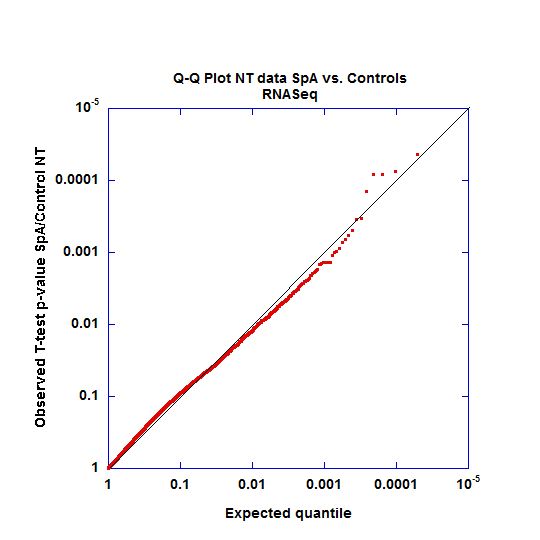 Q-Q Plot NT data SpA vs. Controls
RNASeq
Observed T-test p-value SpA/Control NT
10⁻⁵
0.0001
0.001
0.01
0.1
1
1 0.1 0.01 0.001 0.0001 10⁻⁵
Expected quantile